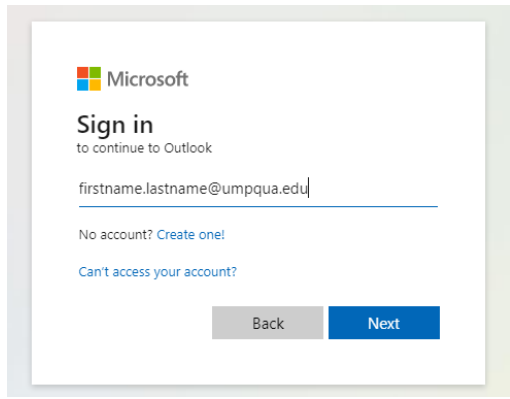 Microsoft
Sign in
to continue to Outlook
firstname.lastname@umpqua.edu
No account? Create one!
Can't access your account?
Back Next